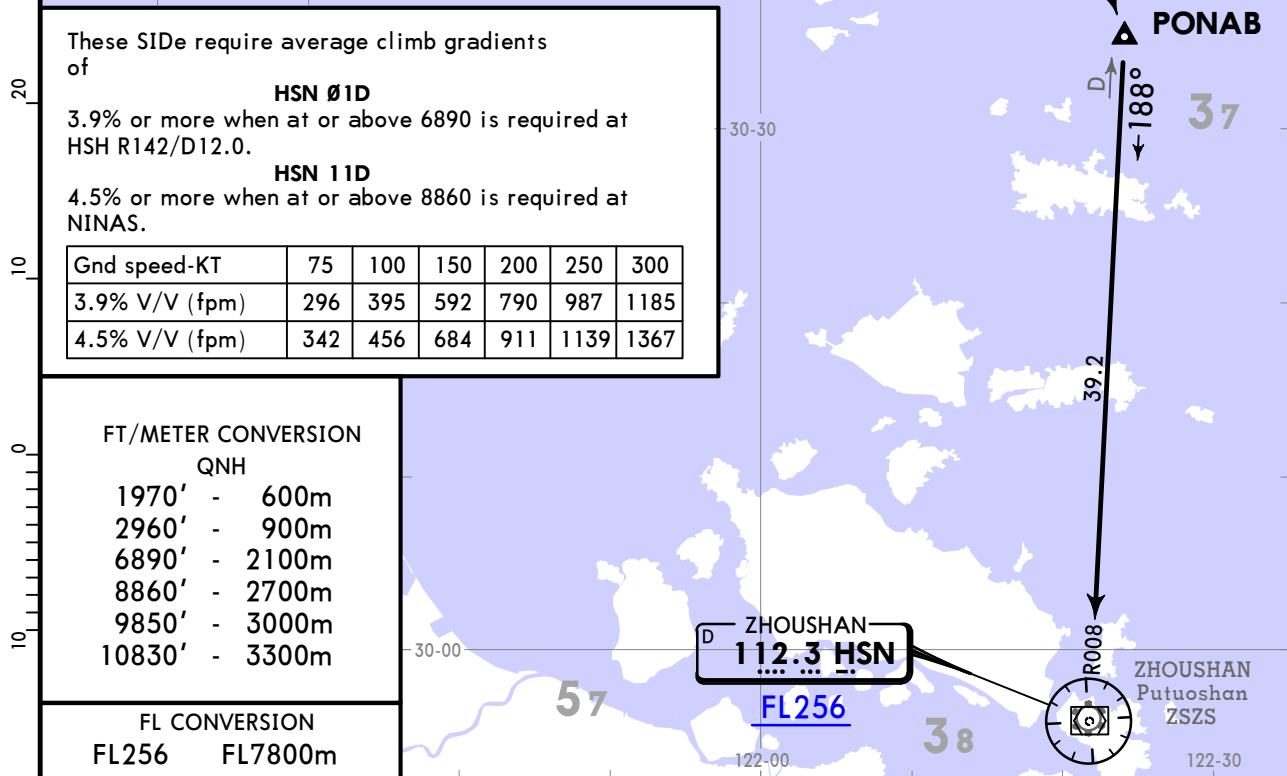 These SIDe require average climb gradients
of
HSN Ø1D
3.9% or more when at or above 6890 is required at
HSH R142/D12.0.
HSN 11D
4.5% or more when at or above 8860 is required at
NINAS.
Gnd speed-KT 75 100 150 200 250 300
3.9% V/V (fpm) 296 395 592 790 987 1185
4.5% V/V (fpm) 342 456 684 911 1139 1367
FT/METER CONVERSION
QNH
1970' - 600m
2960' - 900m
6890' - 2100m
8860' - 2700m
9850' - 3000m
10830' - 3300m
FL CONVERSION
FL256 FL7800m
20
10
0
10
PONAB
D
188°
37
30-30
39.2
R008
ZHOUSHAN
D 112.3 HSN
FL256
30-00
57
38
122-00
ZHOUSHAN
Putuoshan
ZSZS
122-30